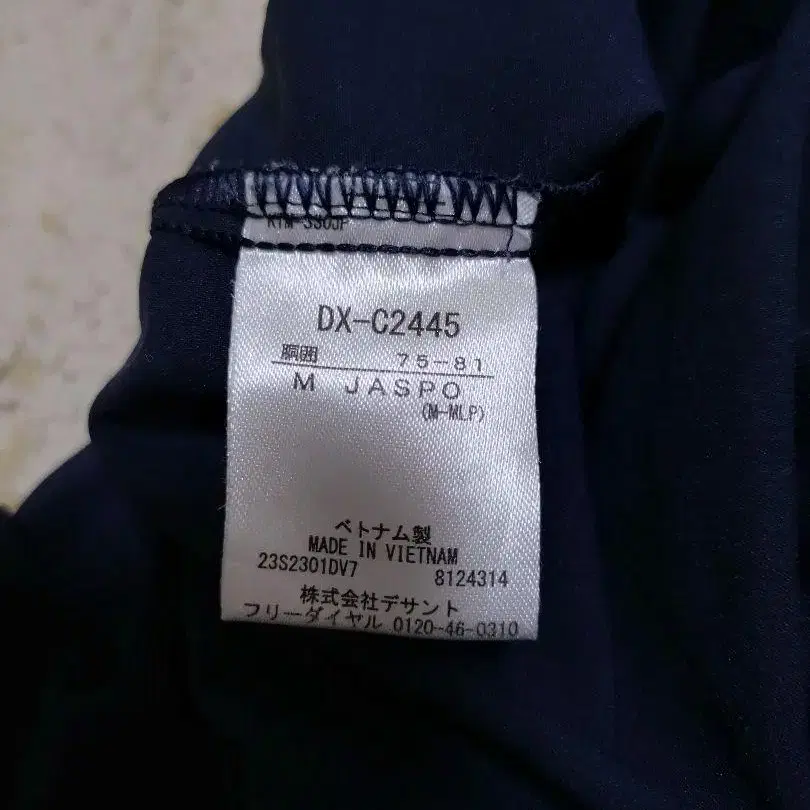 DX-C2445
胴囲 75-81
M JASPO
(M-MLP)
ベトナム製
MADE IN VIETNAM
23S2301DV7 8124314
株式会社デサント
フリーダイヤル 0120-46-0310